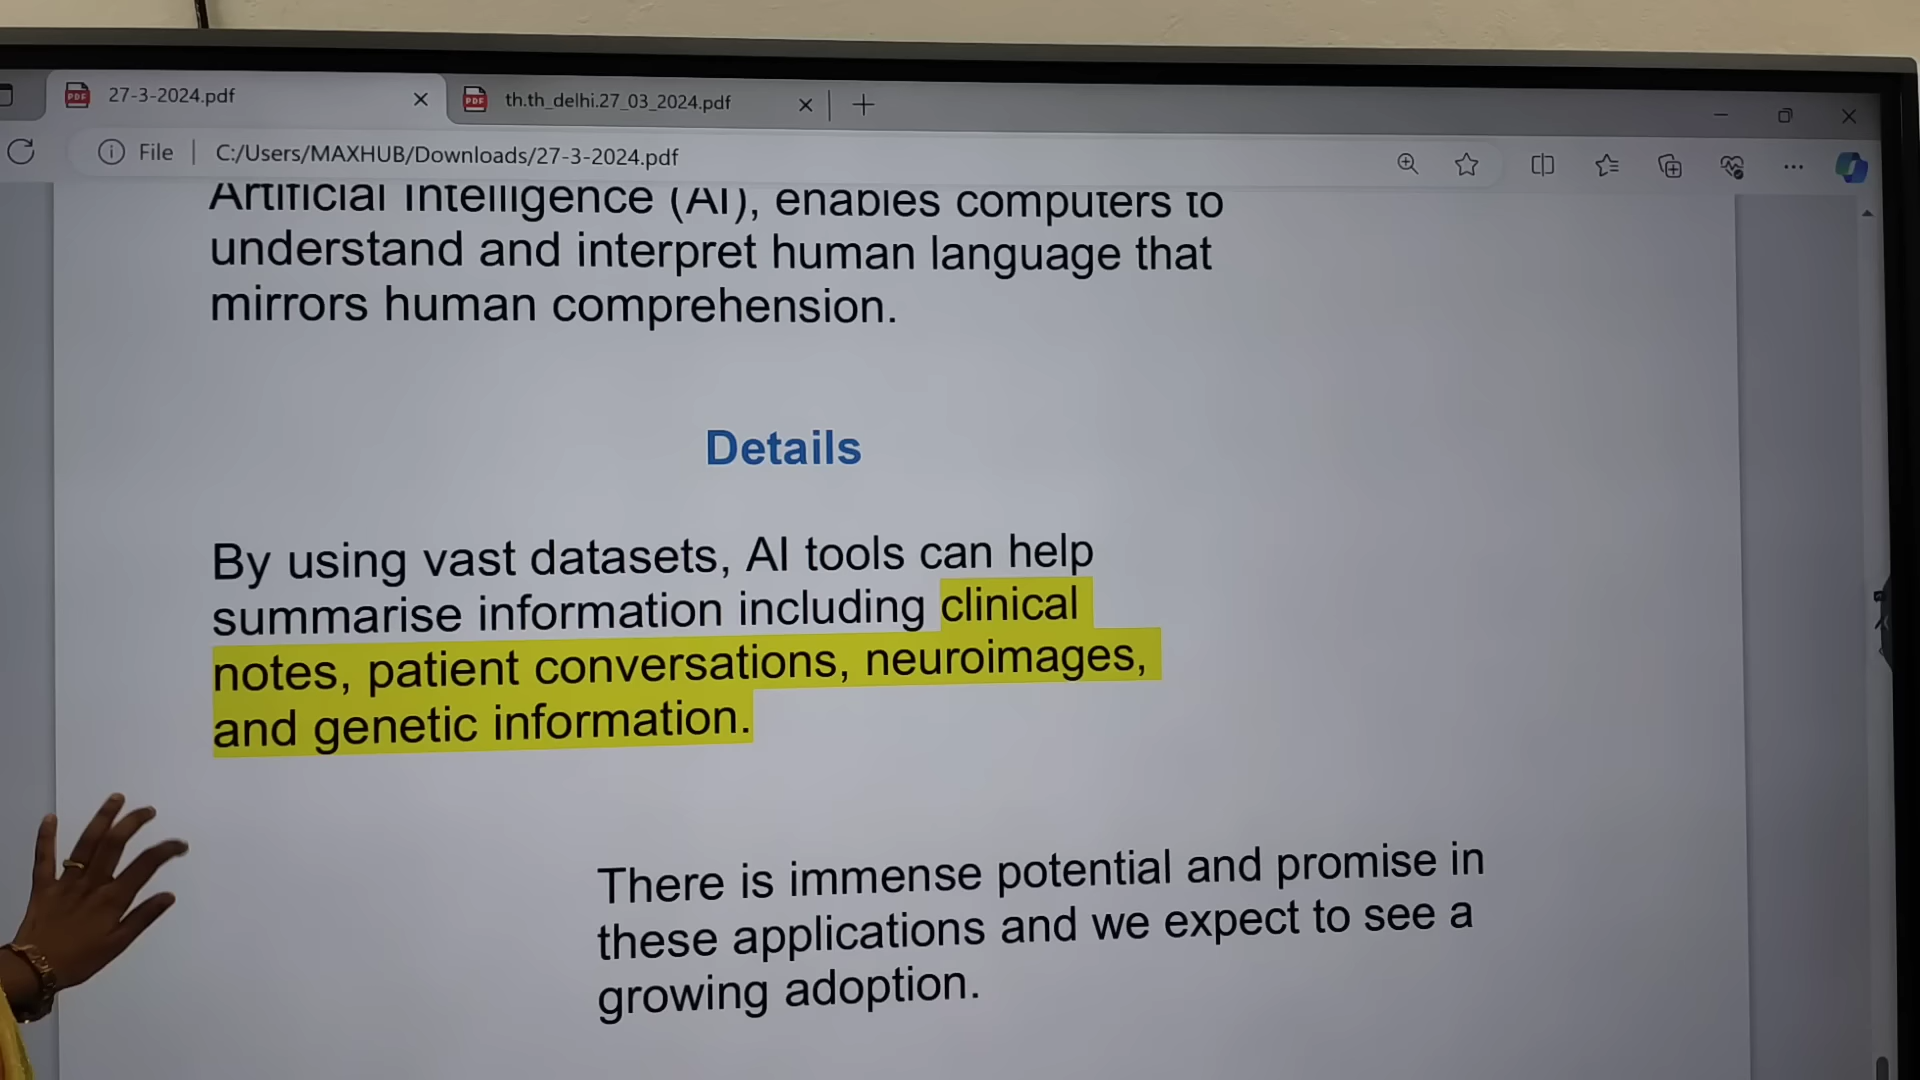 27-3-2024.pdf
th.th_delhi.27_03_2024.pdf
File
C:/Users/MAXHUB/Downloads/27-3-2024.pdf
Artificial Intelligence (AI), enables computers to
understand and interpret human language that
mirrors human comprehension.
Details
By using vast datasets, AI tools can help
summarise information including clinical
notes, patient conversations, neuroimages,
and genetic information.
There is immense potential and promise in
these applications and we expect to see a
growing adoption.